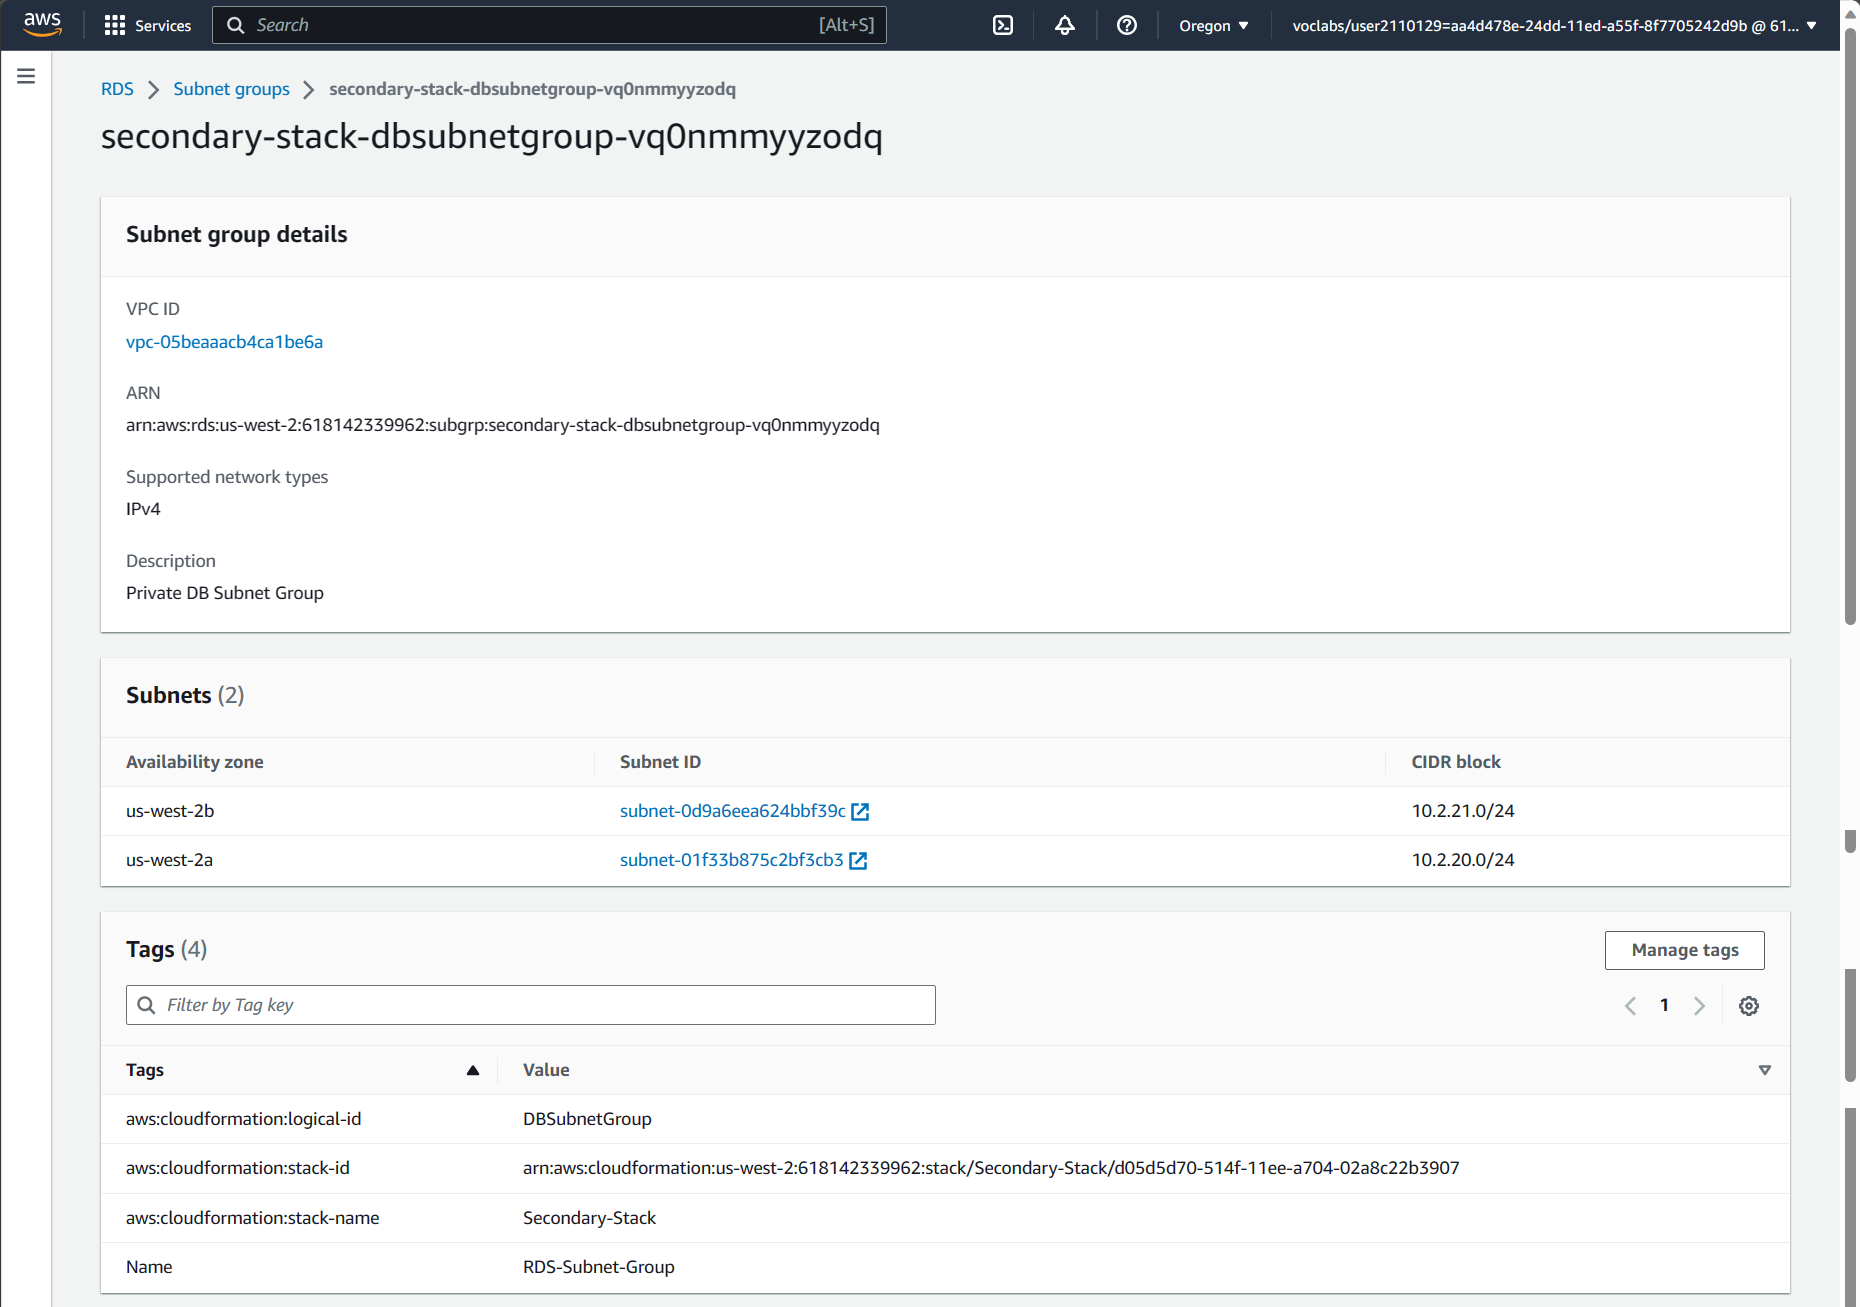 aws
Services
Search [Alt+S]
Oregon
voclabs/user2110129=aa4d478e-24dd-11ed-a55f-8f7705242d9b @ 61...
RDS > Subnet groups > secondary-stack-dbsubnetgroup-vq0nmmyyzodq
secondary-stack-dbsubnetgroup-vq0nmmyyzodq
Subnet group details
VPC ID
vpc-05beaaacb4ca1be6a
ARN
arn:aws:rds:us-west-2:618142339962:subgrp:secondary-stack-dbsubnetgroup-vq0nmmyyzodq
Supported network types
IPv4
Description
Private DB Subnet Group
Subnets (2)
Availability zone Subnet ID CIDR block
us-west-2b subnet-0d9a6eea624bbf39c 10.2.21.0/24
us-west-2a subnet-01f33b875c2bf3cb3 10.2.20.0/24
Tags (4)
Manage tags
Filter by Tag key
1
Tags Value
aws:cloudformation:logical-id DBSubnetGroup
aws:cloudformation:stack-id arn:aws:cloudformation:us-west-2:618142339962:stack/Secondary-Stack/d05d5d70-514f-11ee-a704-02a8c22b3907
aws:cloudformation:stack-name Secondary-Stack
Name RDS-Subnet-Group